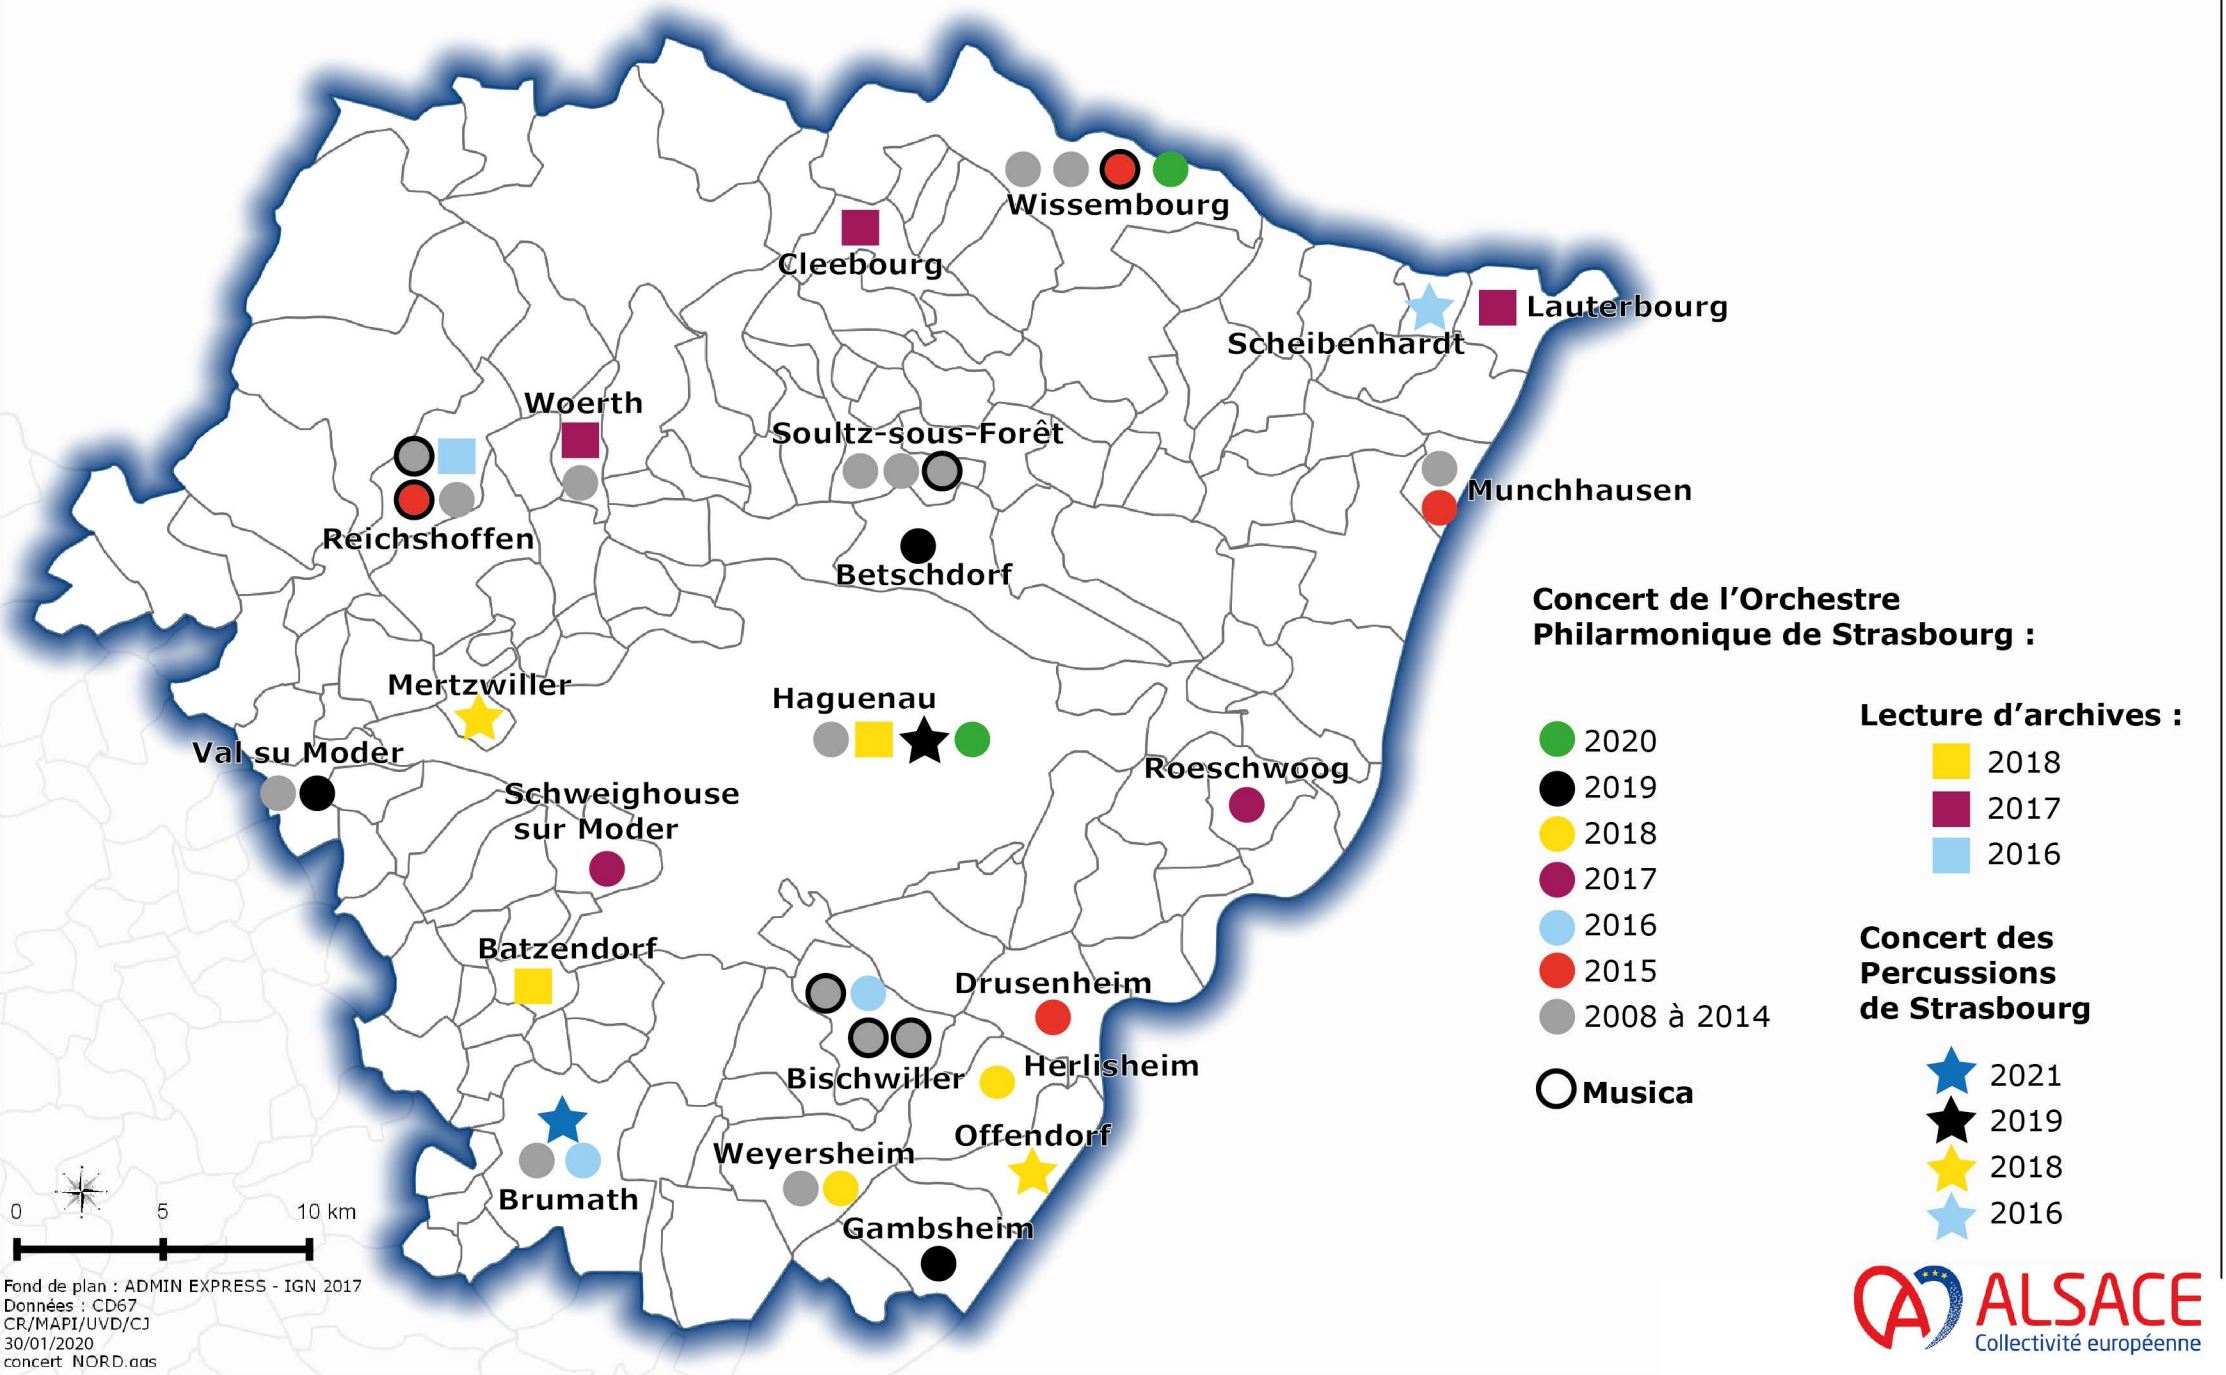 Wissembourg
Cleebourg
Lauterbourg
Scheibenhardt
Woerth
Soultz-sous-Forêt
Munchhausen
Reichshoffen
Betschdorf
Mertzwiller
Haguenau
Val su Moder
Roeschwoog
Schweighouse
sur Moder
Batzendorf
Drusenheim
Herlisheim
Bischwiller
Offendorf
Weyersheim
Brumath
Gambsheim
Concert de l’Orchestre
Philarmonique de Strasbourg :
2020
2019
2018
2017
2016
2015
2008 à 2014
Musica
Lecture d’archives :
2018
2017
2016
Concert des
Percussions
de Strasbourg
2021
2019
2018
2016
0 5 10 km
Fond de plan : ADMIN EXPRESS - IGN 2017
Données : CD67
CR/MAPI/UVD/CJ
30/01/2020
concert_NORD.qgs
ALSACE
Collectivité européenne